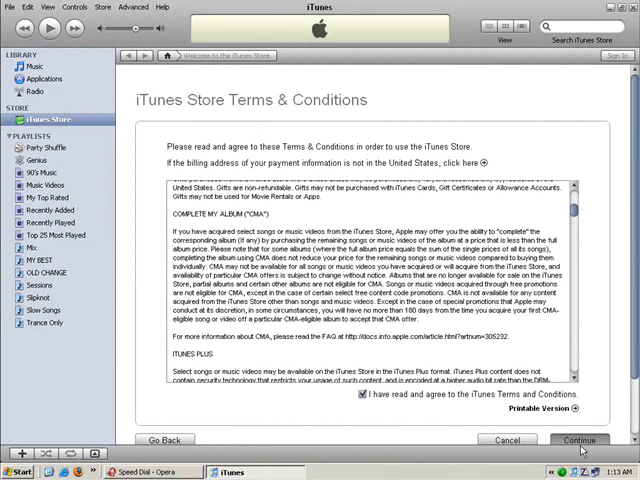 File Edit View Controls Store Advanced Help
iTunes
View
Search iTunes Store
LIBRARY
Music
Applications
Radio
STORE
iTunes Store
PLAYLISTS
Party Shuffle
Genius
90's Music
Music Videos
My Top Rated
Recently Added
Recently Played
Top 25 Most Played
Mix
MY BEST
OLD CHANGE
Sessions
Slipknot
Slow Songs
Trance Only
Welcome to the iTunes Store
Sign In
iTunes Store Terms & Conditions
Please read and agree to these Terms & Conditions in order to use the iTunes Store.
If the billing address of your payment information is not in the United States, click here
United States. Gifts are non-refundable. Gifts may not be purchased with iTunes Cards, Gift Certificates or Allowance Accounts.
Gifts may not be used for Movie Rentals or Apps.
COMPLETE MY ALBUM ("CMA")
If you have acquired select songs or music videos from the iTunes Store, Apple may offer you the ability to "complete" the
corresponding album (if any) by purchasing the remaining songs or music videos of the album at a price that is less than the full
album price. Please note that for some albums (where the full album price equals the sum of the single prices of all its songs),
completing the album using CMA does not reduce your price for the remaining songs or music videos compared to buying them
individually. CMA may not be available for all songs or music videos you have acquired or will acquire from the iTunes Store, and
availability of particular CMA offers is subject to change without notice. Albums that are no longer available for sale on the
iTunes Store, partial albums and certain other albums are not eligible for CMA. Songs or music videos acquired through free promotions
are not eligible for CMA, except in the case of certain select free content code promotions. CMA is not available for any content
acquired from the iTunes Store other than songs and music videos. Except in the case of special promotions that Apple may
conduct at its discretion, in some circumstances, you will have no more than 180 days from the time you acquire your first CMA-
eligible song or video off a particular CMA-eligible album to accept that CMA offer.
For more information about CMA, please read the FAQ at http://docs.info.apple.com/article.html?artnum=305232.
ITUNES PLUS
Select songs or music videos may be available on the iTunes Store in the iTunes Plus format. iTunes Plus content does not
contain security technology that restricts your usage of such content, and is encoded at a higher audio bit rate than the DRM-
I have read and agree to the iTunes Terms and Conditions.
Printable Version
Go Back
Cancel
Continue
Start
Speed Dial - Opera
iTunes
1:13 AM